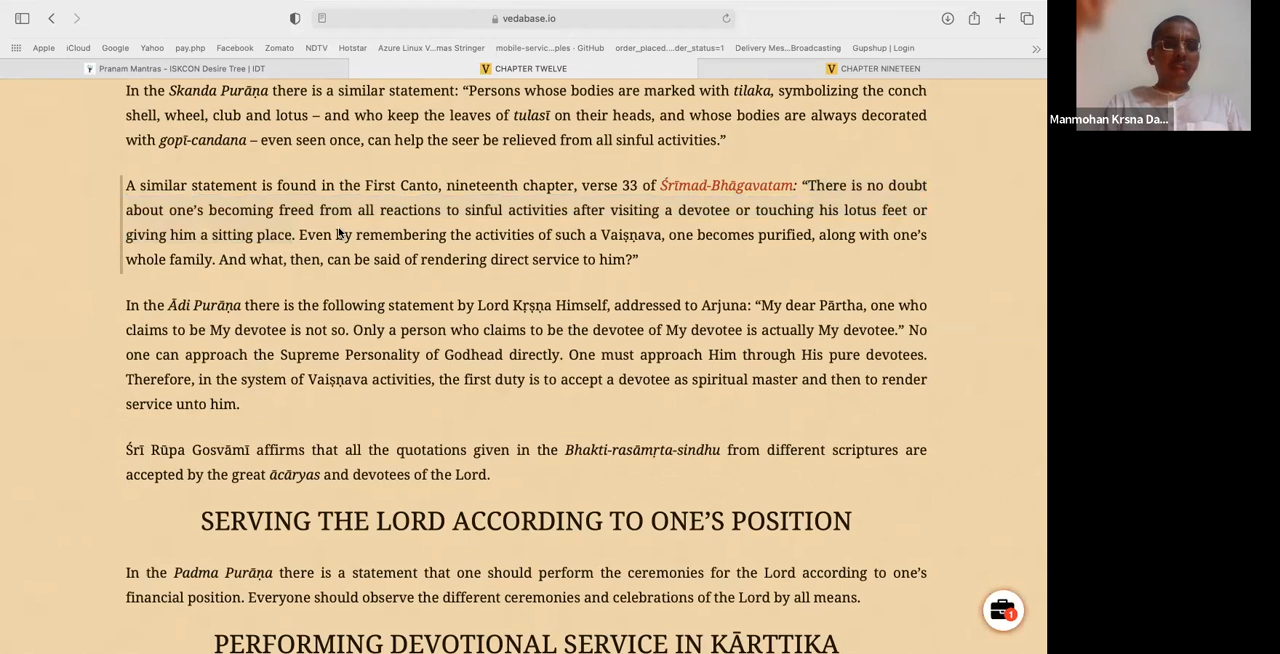 vedabase.io
Apple iCloud Google Yahoo pay.php Facebook Zomato NDTV Hotstar Azure Linux V...mas Stringer mobile-servic...ples · GitHub order_placed....der_status=1 Delivery Mes...Broadcasting Gupshup | Login
Pranam Mantras - ISKCON Desire Tree | IDT
V CHAPTER TWELVE
V CHAPTER NINETEEN
Manmohan Krsna Da...
In the Skanda Purāṇa there is a similar statement: “Persons whose bodies are marked with tilaka, symbolizing the conch
shell, wheel, club and lotus – and who keep the leaves of tulasī on their heads, and whose bodies are always decorated
with gopī-candana – even seen once, can help the seer be relieved from all sinful activities.”
A similar statement is found in the First Canto, nineteenth chapter, verse 33 of Śrīmad-Bhāgavatam: “There is no doubt
about one’s becoming freed from all reactions to sinful activities after visiting a devotee or touching his lotus feet or
giving him a sitting place. Even by remembering the activities of such a Vaiṣṇava, one becomes purified, along with one’s
whole family. And what, then, can be said of rendering direct service to him?”
In the Ādi Purāṇa there is the following statement by Lord Kṛṣṇa Himself, addressed to Arjuna: “My dear Pārtha, one who
claims to be My devotee is not so. Only a person who claims to be the devotee of My devotee is actually My devotee.” No
one can approach the Supreme Personality of Godhead directly. One must approach Him through His pure devotees.
Therefore, in the system of Vaiṣṇava activities, the first duty is to accept a devotee as spiritual master and then to render
service unto him.
Śrī Rūpa Gosvāmī affirms that all the quotations given in the Bhakti-rasāmṛta-sindhu from different scriptures are
accepted by the great ācāryas and devotees of the Lord.
SERVING THE LORD ACCORDING TO ONE’S POSITION
In the Padma Purāṇa there is a statement that one should perform the ceremonies for the Lord according to one’s
financial position. Everyone should observe the different ceremonies and celebrations of the Lord by all means.
1
PERFORMING DEVOTIONAL SERVICE IN KĀRTTIKA